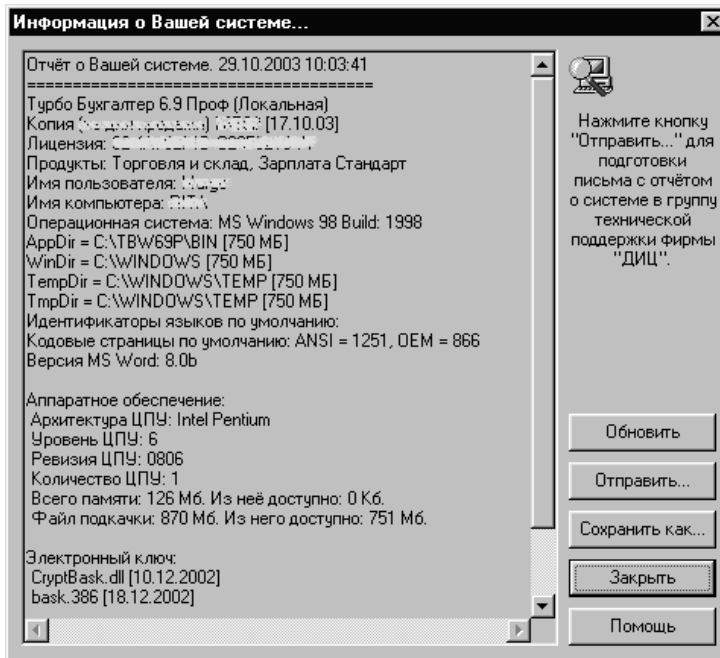 Информация о Вашей системе...
Отчёт о Вашей системе. 29.10.2003 10:03:41
======================================
Турбо Бухгалтер 6.9 Проф (Локальная)
Копия [17.10.03]
Лицензия:
Продукты: Торговля и склад, Зарплата Стандарт
Имя пользователя:
Имя компьютера:
Операционная система: MS Windows 98 Build: 1998
AppDir = C:\TBW69P\BIN [750 МБ]
WinDir = C:\WINDOWS [750 МБ]
TempDir = C:\WINDOWS\TEMP [750 МБ]
TmpDir = C:\WINDOWS\TEMP [750 МБ]
Идентификаторы языков по умолчанию:
Кодовые страницы по умолчанию: ANSI = 1251, OEM = 866
Версия MS Word: 8.0b
Аппаратное обеспечение:
Архитектура ЦПУ: Intel Pentium
Уровень ЦПУ: 6
Ревизия ЦПУ: 0806
Количество ЦПУ: 1
Всего памяти: 126 Мб. Из неё доступно: 0 Кб.
Файл подкачки: 870 Мб. Из него доступно: 751 Мб.
Электронный ключ:
CryptBask.dll [10.12.2002]
bask.386 [18.12.2002]
Нажмите кнопку
"Отправить..." для
подготовки
письма с отчётом
о системе в группу
технической
поддержки фирмы
"ДИЦ".
Обновить
Отправить...
Сохранить как...
Закрыть
Помощь